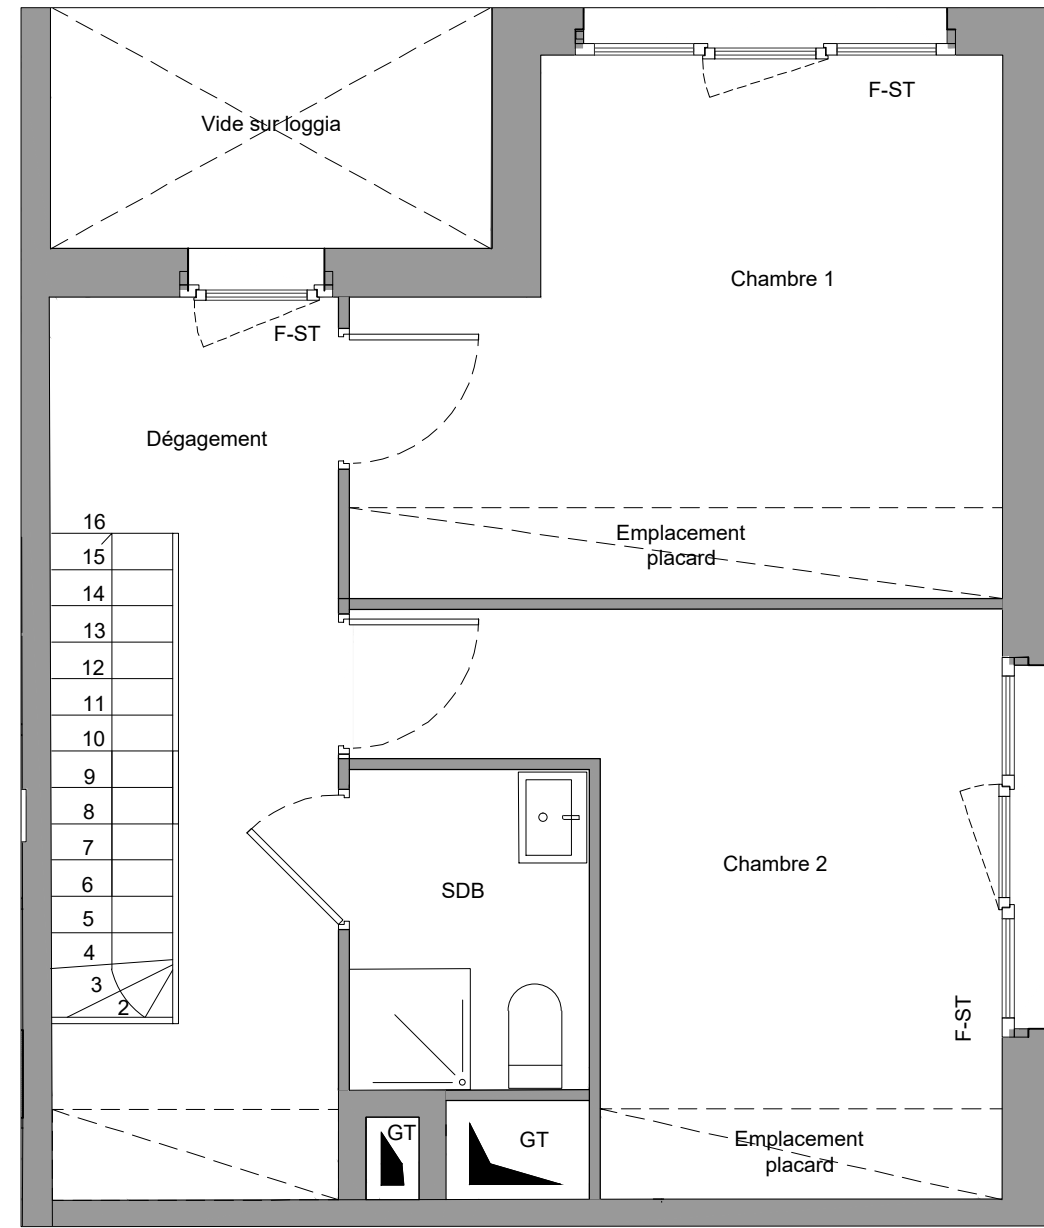 F-ST
Vide sur loggia
Chambre 1
F-ST
Dégagement
16
Emplacement
placard
15
14
13
12
11
10
9
8
7
6
5
4
3
2
Chambre 2
SDB
F-ST
GT
GT
Emplacement
placard